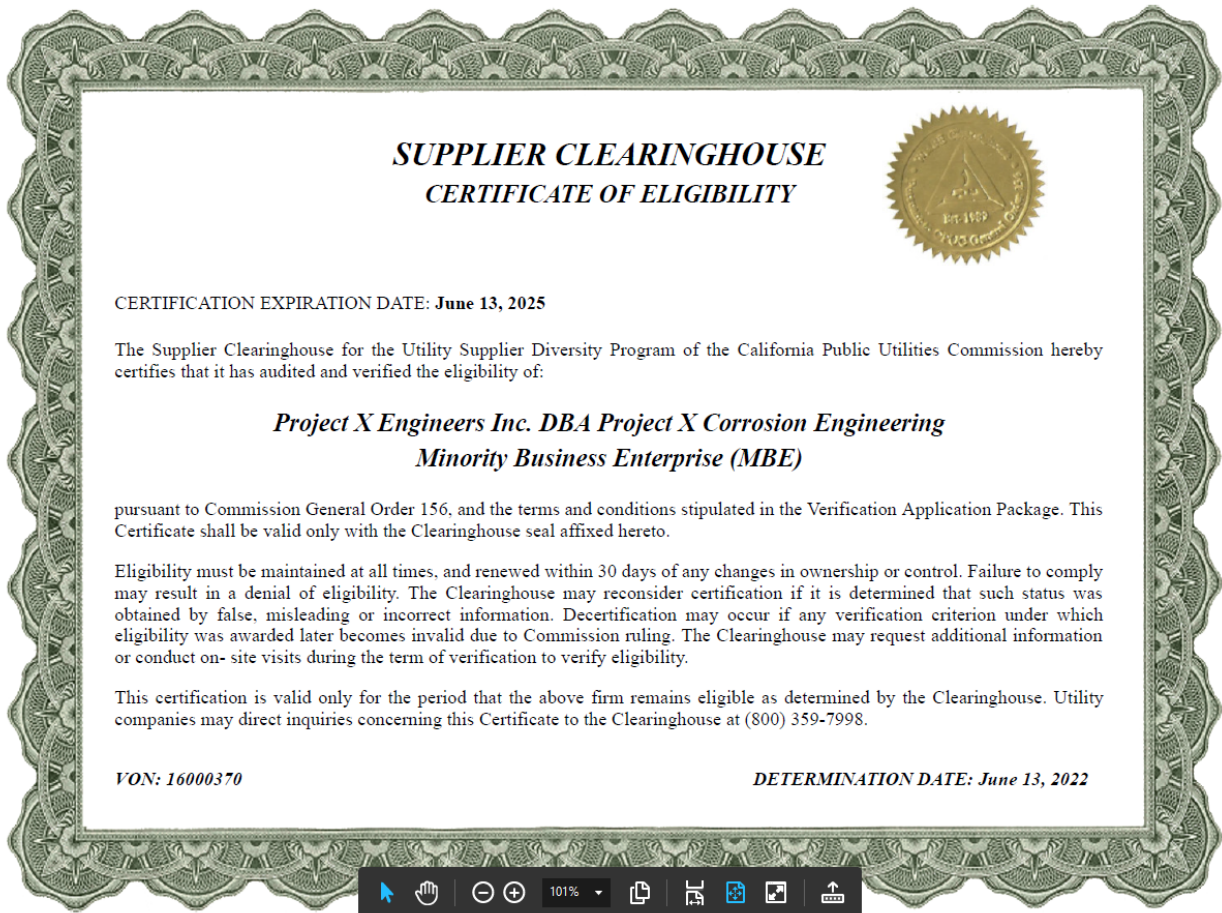 SUPPLIER CLEARINGHOUSE
CERTIFICATE OF ELIGIBILITY
CERTIFICATION EXPIRATION DATE: June 13, 2025
The Supplier Clearinghouse for the Utility Supplier Diversity Program of the California Public Utilities Commission hereby
certifies that it has audited and verified the eligibility of:
Project X Engineers Inc. DBA Project X Corrosion Engineering
Minority Business Enterprise (MBE)
pursuant to Commission General Order 156, and the terms and conditions stipulated in the Verification Application Package. This
Certificate shall be valid only with the Clearinghouse seal affixed hereto.
Eligibility must be maintained at all times, and renewed within 30 days of any changes in ownership or control. Failure to comply
may result in a denial of eligibility. The Clearinghouse may reconsider certification if it is determined that such status was
obtained by false, misleading or incorrect information. Decertification may occur if any verification criterion under which
eligibility was awarded later becomes invalid due to Commission ruling. The Clearinghouse may request additional information
or conduct on- site visits during the term of verification to verify eligibility.
This certification is valid only for the period that the above firm remains eligible as determined by the Clearinghouse. Utility
companies may direct inquiries concerning this Certificate to the Clearinghouse at (800) 359-7998.
VON: 16000370
DETERMINATION DATE: June 13, 2022
101%